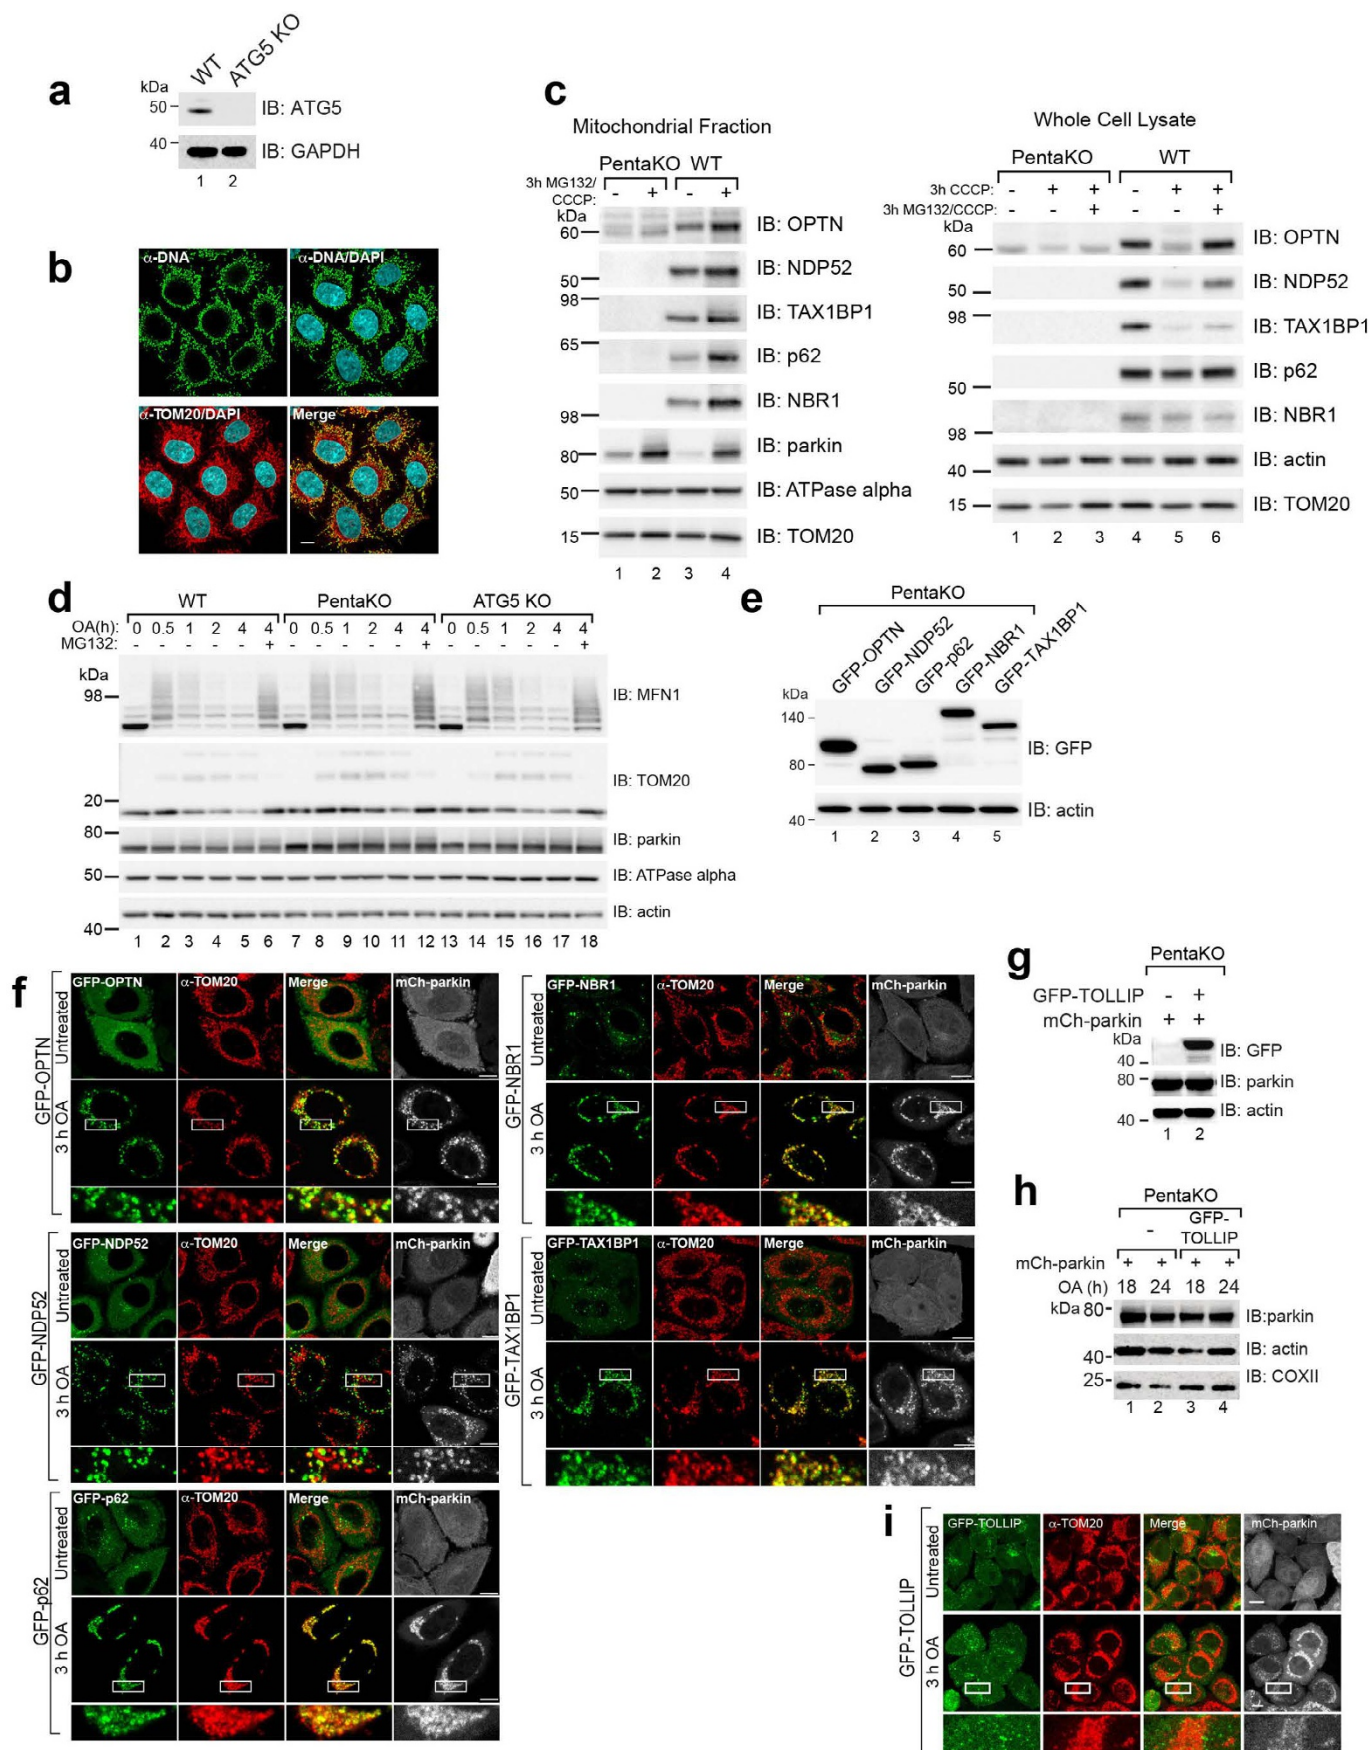 a
WT
ATG5 KO
kDa
50
IB: ATG5
40
IB: GAPDH
1 2
b
α-DNA
α-DNA/DAPI
α-TOM20/DAPI
Merge
c
Mitochondrial Fraction
PentaKO WT
3h MG132/
CCCP:
- + - +
kDa
60
IB: OPTN
50
IB: NDP52
98
IB: TAX1BP1
65
IB: p62
98
IB: NBR1
80
IB: parkin
50
IB: ATPase alpha
15
IB: TOM20
1 2 3 4
Whole Cell Lysate
PentaKO WT
3h CCCP: - + + - + +
3h MG132/CCCP: - - + - - +
kDa
60
IB: OPTN
50
IB: NDP52
98
IB: TAX1BP1
50
IB: p62
98
IB: NBR1
40
IB: actin
15
IB: TOM20
1 2 3 4 5 6
d
WT PentaKO ATG5 KO
OA(h): 0 0.5 1 2 4 4 0 0.5 1 2 4 4 0 0.5 1 2 4 4
MG132: - - - - - + - - - - - + - - - - - +
kDa
98
IB: MFN1
IB: TOM20
20
80
IB: parkin
50
IB: ATPase alpha
IB: actin
40
1 2 3 4 5 6 7 8 9 10 11 12 13 14 15 16 17 18
e
PentaKO
GFP-OPTN
GFP-NDP52
GFP-p62
GFP-NBR1
GFP-TAX1BP1
kDa
140
80
IB: GFP
IB: actin
40
1 2 3 4 5
f
GFP-OPTN
Untreated
3 h OA
GFP-OPTN α-TOM20 Merge mCh-parkin
GFP-NDP52
Untreated
3 h OA
GFP-NDP52 α-TOM20 Merge mCh-parkin
GFP-p62
Untreated
3 h OA
GFP-p62 α-TOM20 Merge mCh-parkin
GFP-NBR1
Untreated
3 h OA
GFP-NBR1 α-TOM20 Merge mCh-parkin
GFP-TAX1BP1
Untreated
3 h OA
GFP-TAX1BP1 α-TOM20 Merge mCh-parkin
g
PentaKO
GFP-TOLLIP - +
mCh-parkin + +
kDa
40
IB: GFP
80
IB: parkin
40
IB: actin
1 2
h
PentaKO
- GFP-
TOLLIP
mCh-parkin + + + +
OA (h) 18 24 18 24
kDa
80
IB:parkin
40
IB: actin
25
IB: COXII
1 2 3 4
i
GFP-TOLLIP
Untreated
3 h OA
GFP-TOLLIP α-TOM20 Merge mCh-parkin